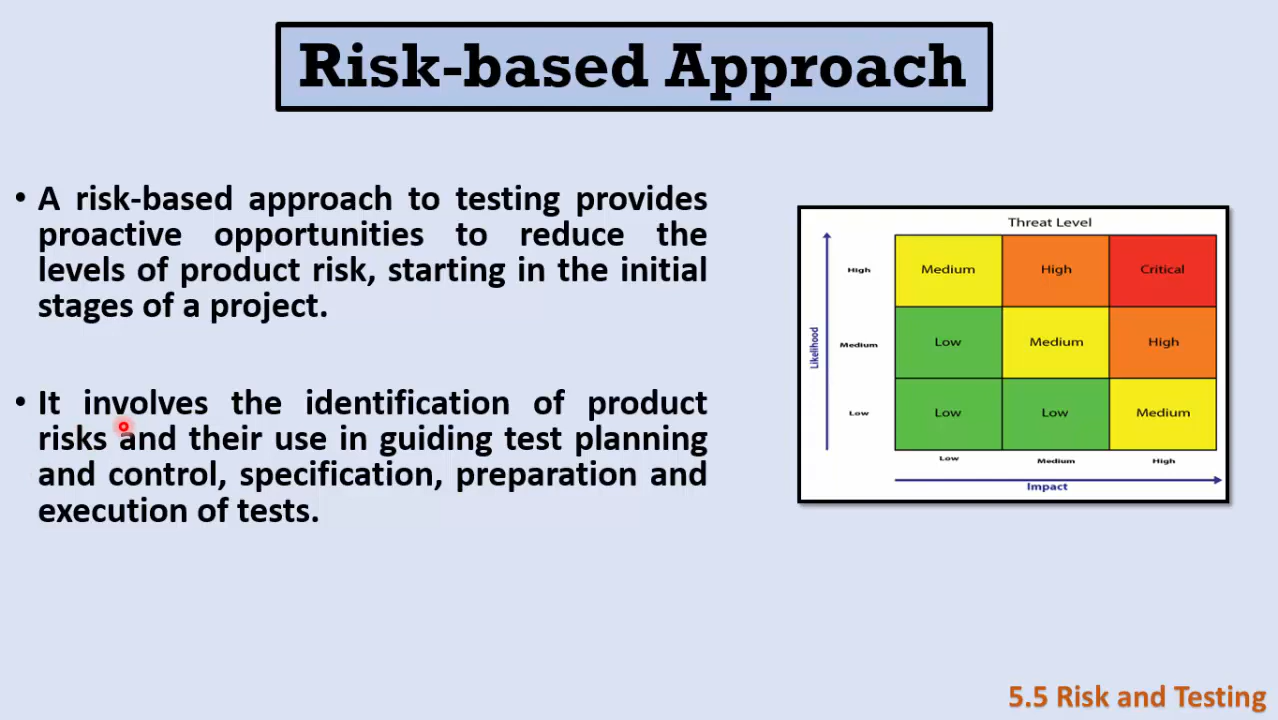 Risk-based Approach
• A risk-based approach to testing provides
proactive opportunities to reduce the
levels of product risk, starting in the initial
stages of a project.
• It involves the identification of product
risks and their use in guiding test planning
and control, specification, preparation and
execution of tests.
Threat Level
High
Medium
High
Critical
Likelihood
Medium
Low
Medium
High
Low
Low
Low
Medium
Low
Medium
High
Impact
5.5 Risk and Testing